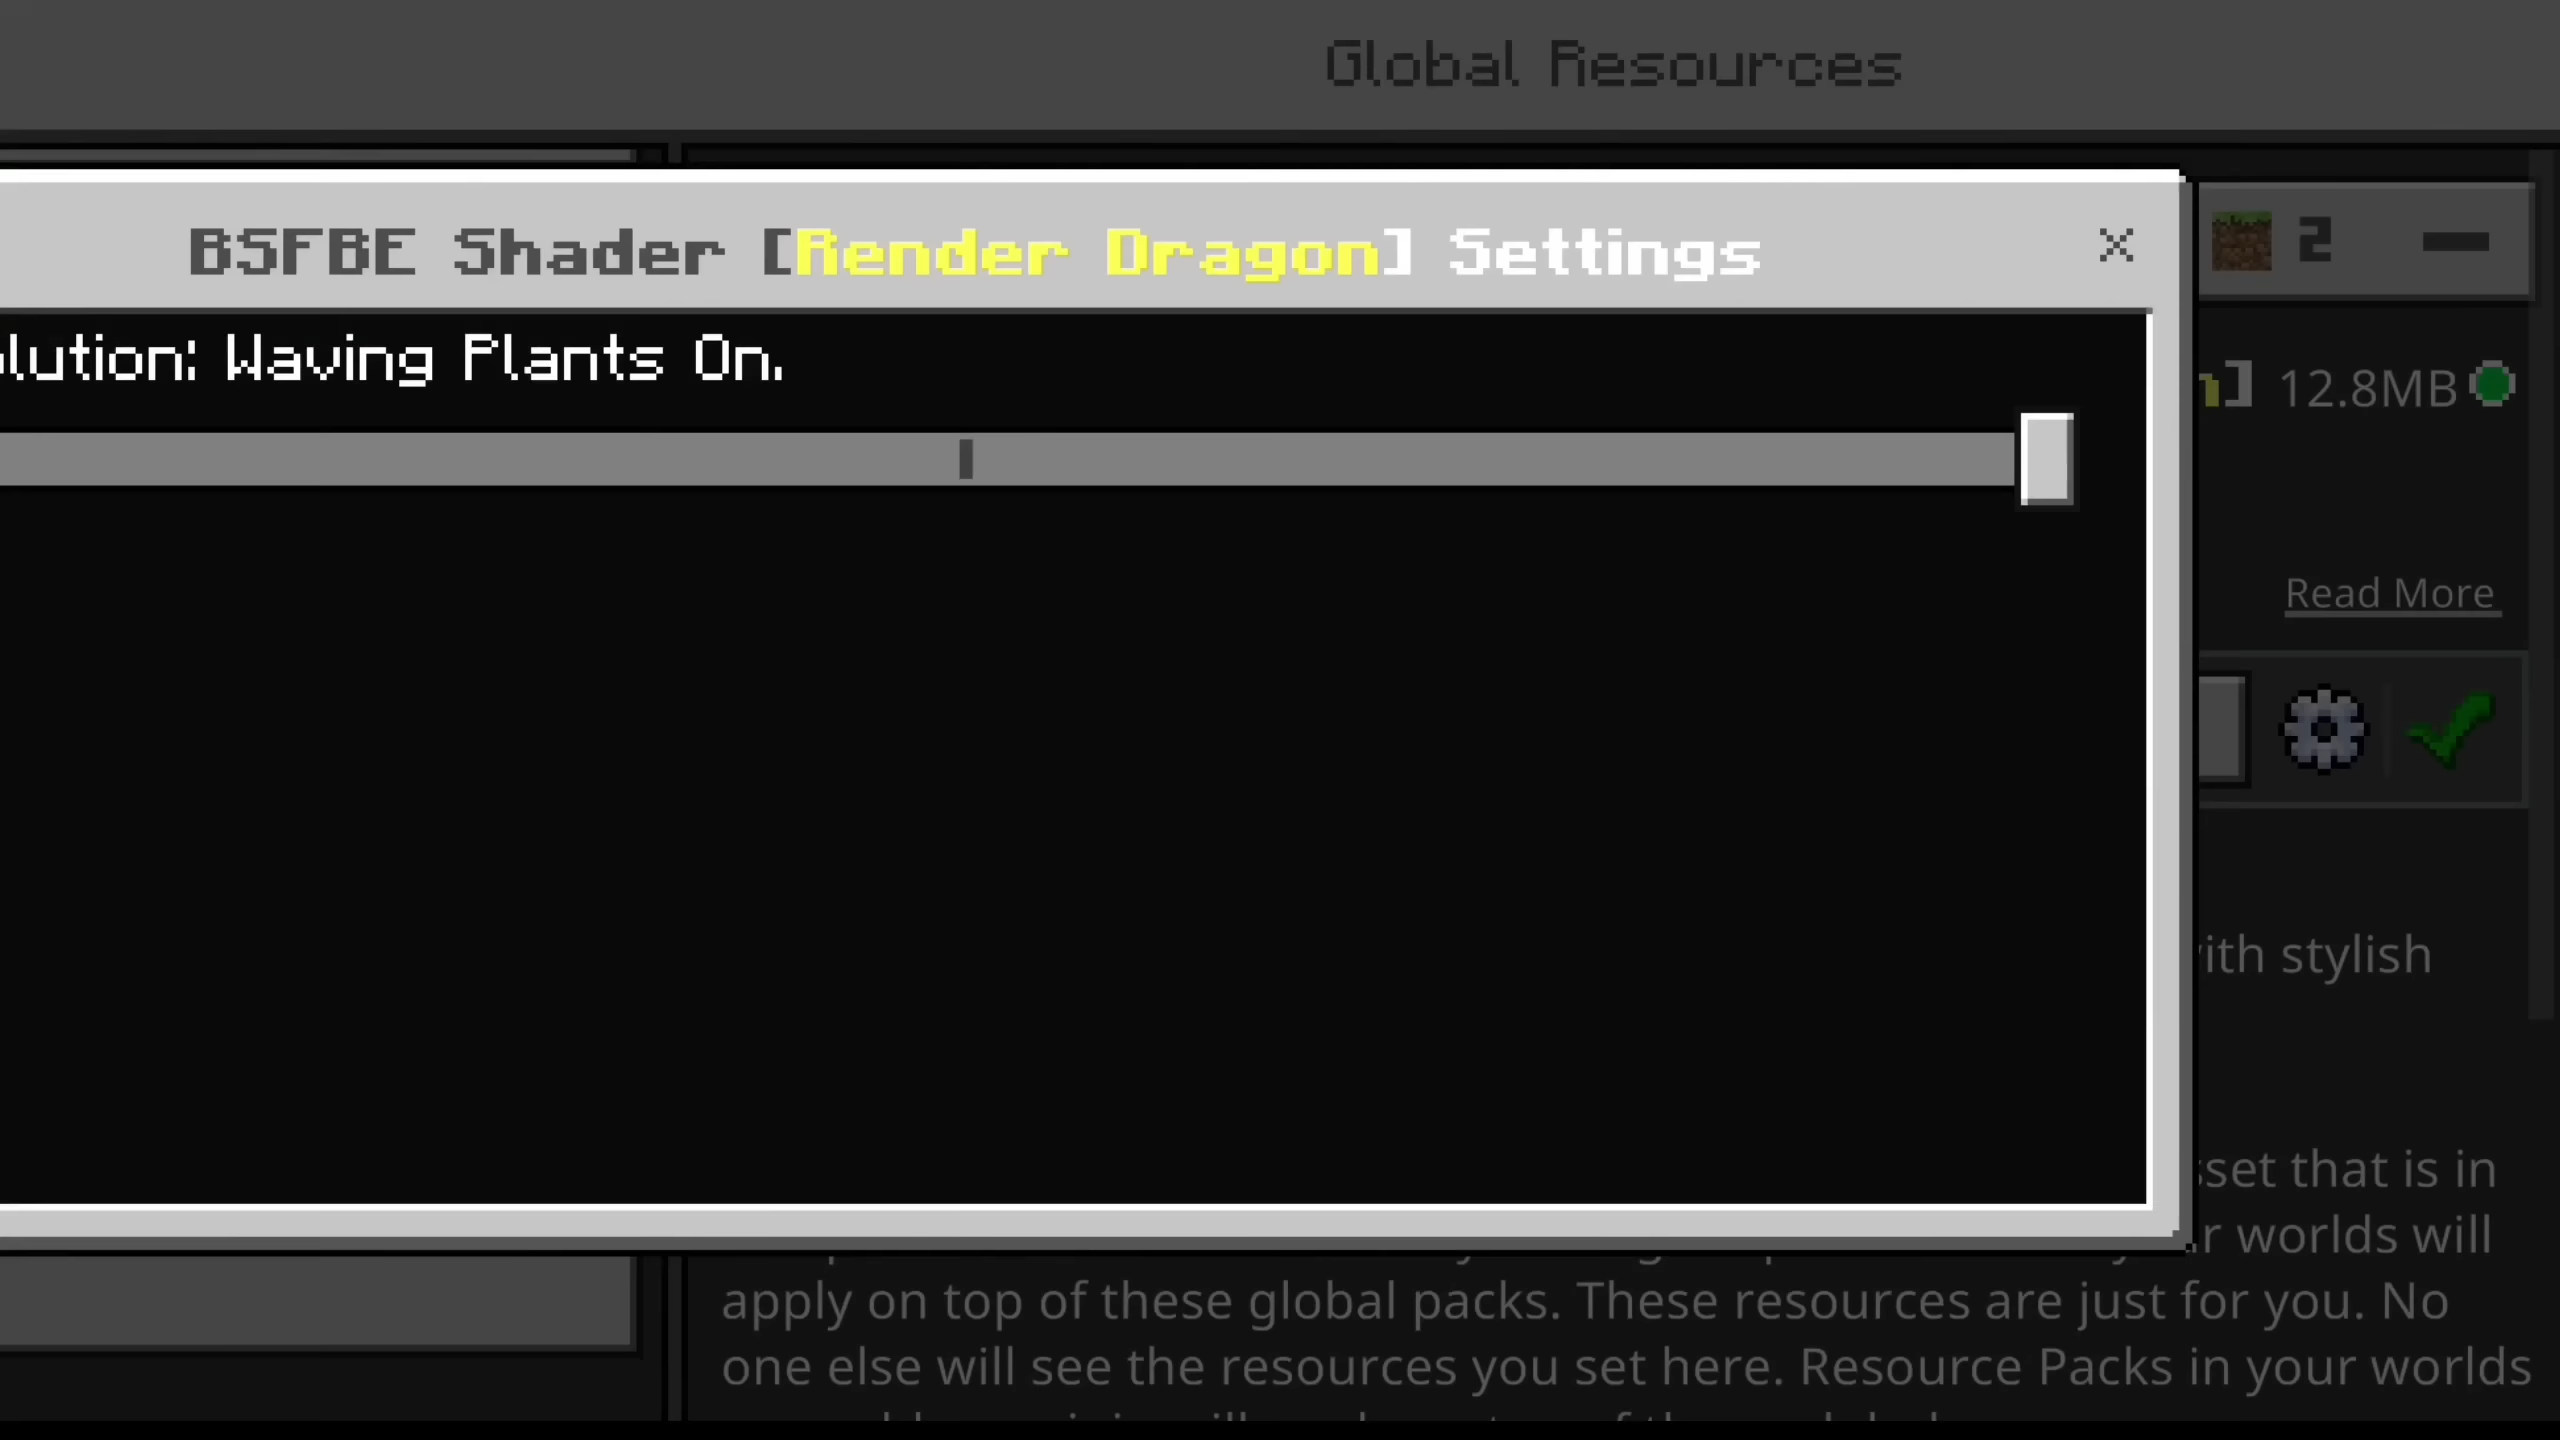 Global Resources
BSFBE Shader [Render Dragon] Settings
2
lution: Waving Plants On.
] 12.8MB
Read More
ith stylish
set that is in
r worlds will
apply on top of these global packs. These resources are just for you. No
one else will see the resources you set here. Resource Packs in your worlds